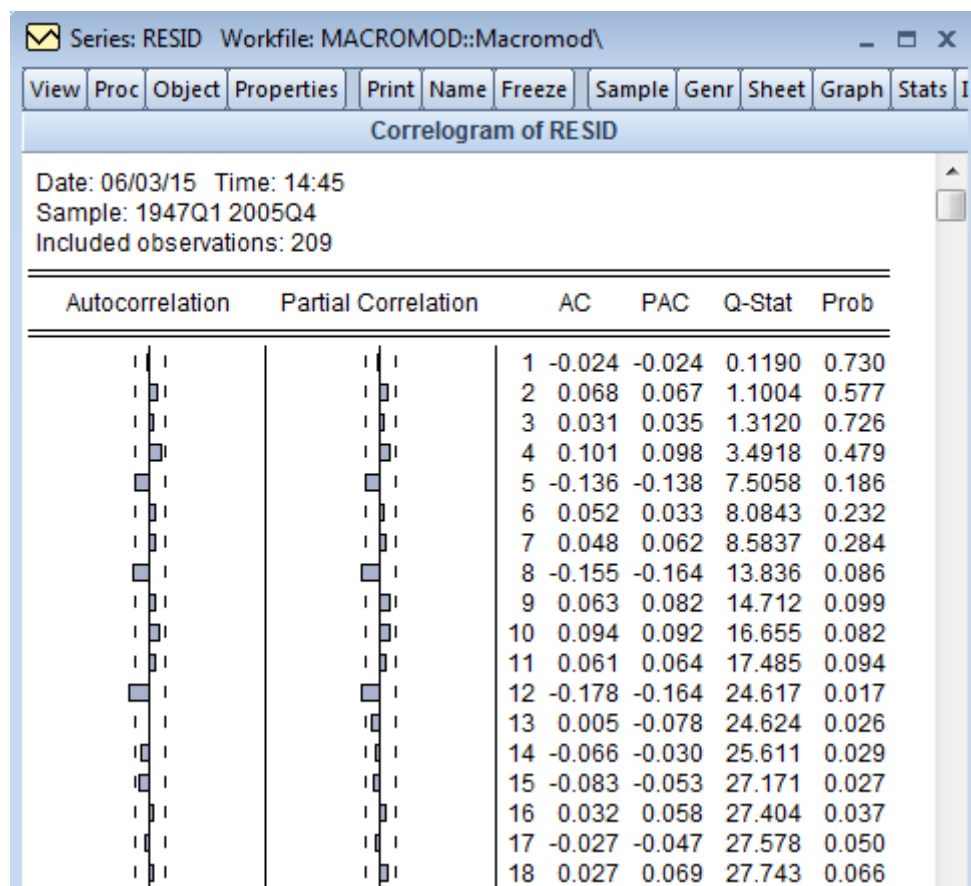 Series: RESID Workfile: MACROMOD::Macromod\
View Proc Object Properties Print Name Freeze Sample Genr Sheet Graph Stats I
Correlogram of RESID
Date: 06/03/15 Time: 14:45
Sample: 1947Q1 2005Q4
Included observations: 209
Autocorrelation Partial Correlation AC PAC Q-Stat Prob
1 -0.024 -0.024 0.1190 0.730
2 0.068 0.067 1.1004 0.577
3 0.031 0.035 1.3120 0.726
4 0.101 0.098 3.4918 0.479
5 -0.136 -0.138 7.5058 0.186
6 0.052 0.033 8.0843 0.232
7 0.048 0.062 8.5837 0.284
8 -0.155 -0.164 13.836 0.086
9 0.063 0.082 14.712 0.099
10 0.094 0.092 16.655 0.082
11 0.061 0.064 17.485 0.094
12 -0.178 -0.164 24.617 0.017
13 0.005 -0.078 24.624 0.026
14 -0.066 -0.030 25.611 0.029
15 -0.083 -0.053 27.171 0.027
16 0.032 0.058 27.404 0.037
17 -0.027 -0.047 27.578 0.050
18 0.027 0.069 27.743 0.066